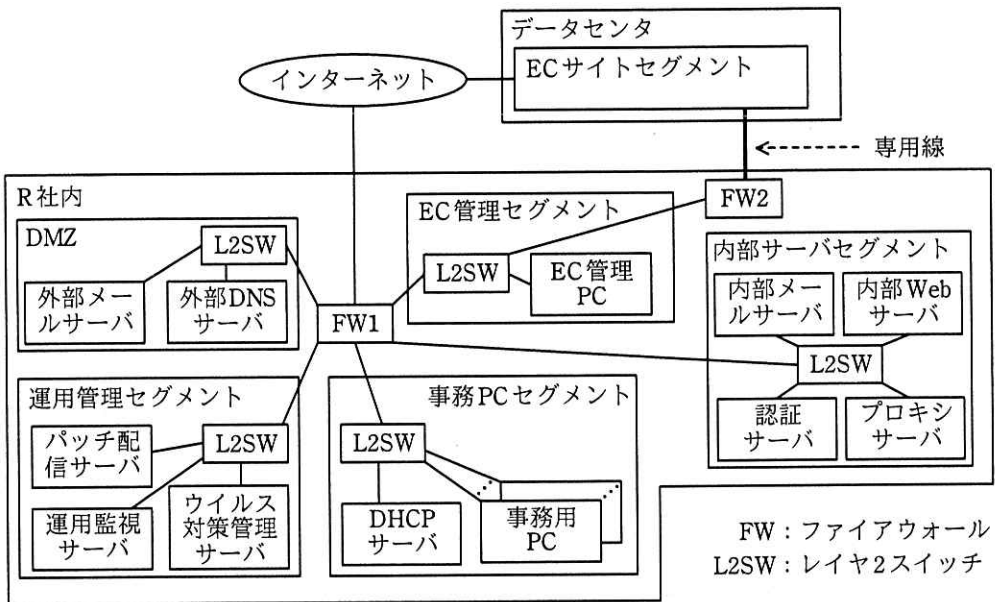 データセンタ
ECサイトセグメント
インターネット
専用線
R社内
FW2
EC管理セグメント
L2SW
EC管理
PC
DMZ
L2SW
外部メー
ルサーバ
外部DNS
サーバ
FW1
内部サーバセグメント
内部メー
ルサーバ
内部Web
サーバ
L2SW
認証
サーバ
プロキシ
サーバ
運用管理セグメント
パッチ配
信サーバ
L2SW
運用監視
サーバ
ウイルス
対策管理
サーバ
事務PCセグメント
L2SW
DHCP
サーバ
事務用
PC
FW：ファイアウォール
L2SW：レイヤ2スイッチ